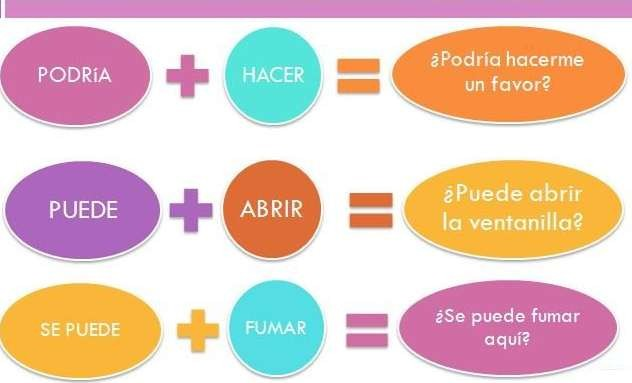 PODRíA
HACER
¿Podría hacerme
un favor?
PUEDE
ABRIR
¿Puede abrir
la ventanilla?
SE PUEDE
FUMAR
¿Se puede fumar
aquí?